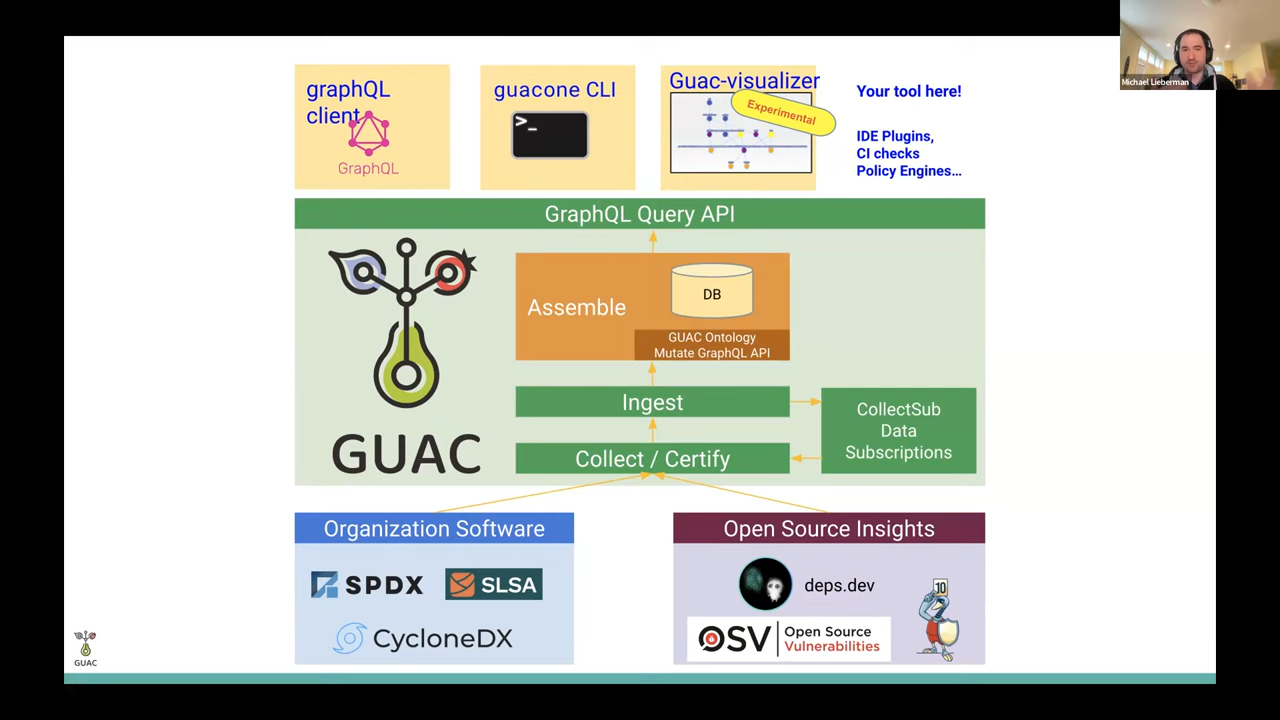 Michael Lieberman
graphQL
client
GraphQL
guacone CLI
>_
Guac-visualizer
Experimental
Your tool here!
IDE Plugins,
CI checks
Policy Engines…
GraphQL Query API
GUAC
Assemble
DB
GUAC Ontology
Mutate GraphQL API
Ingest
Collect / Certify
CollectSub
Data
Subscriptions
Organization Software
SPDX
SLSA
CycloneDX
Open Source Insights
deps.dev
OSV
Open Source
Vulnerabilities
10
GUAC